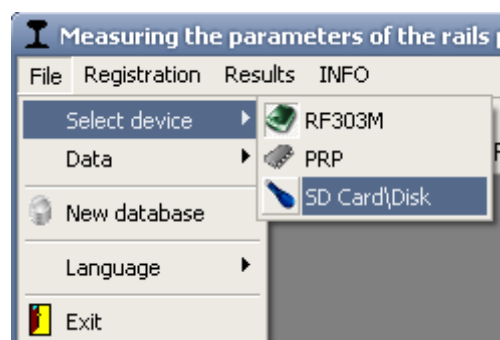 Measuring the parameters of the rails
File Registration Results INFO
Select device
RF303M
Data
PRP
SD Card\Disk
New database
Language
Exit